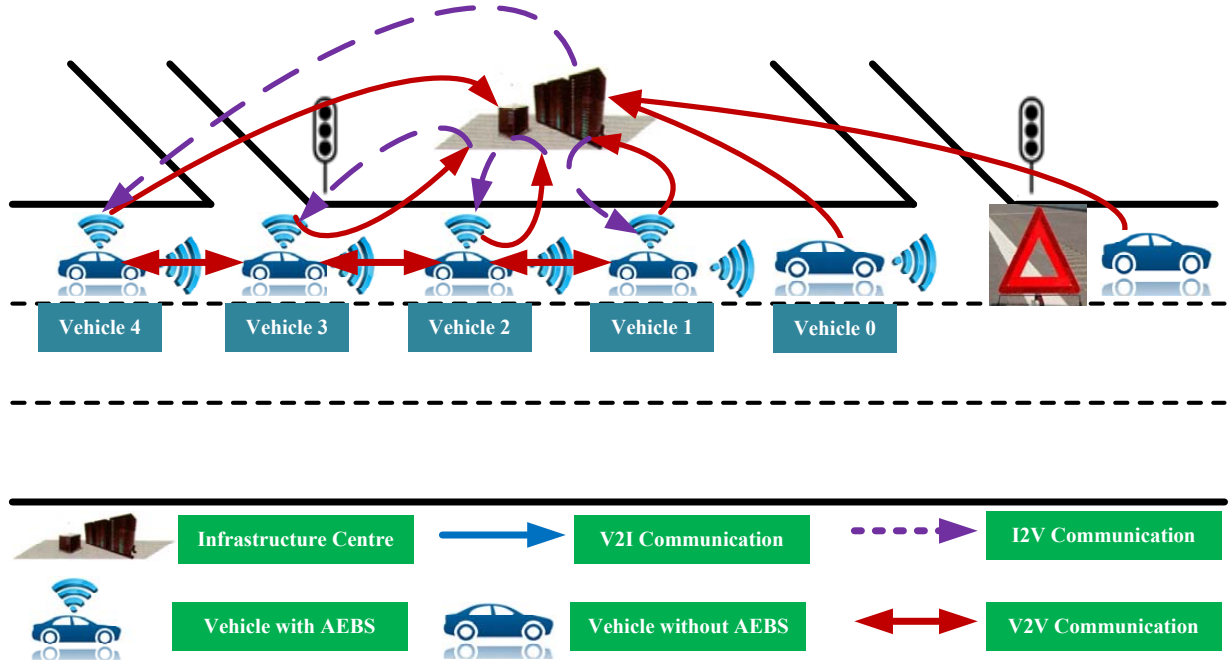 Vehicle 4
Vehicle 3
Vehicle 2
Vehicle 1
Vehicle 0
Infrastructure Centre
V2I Communication
I2V Communication
Vehicle with AEBS
Vehicle without AEBS
V2V Communication